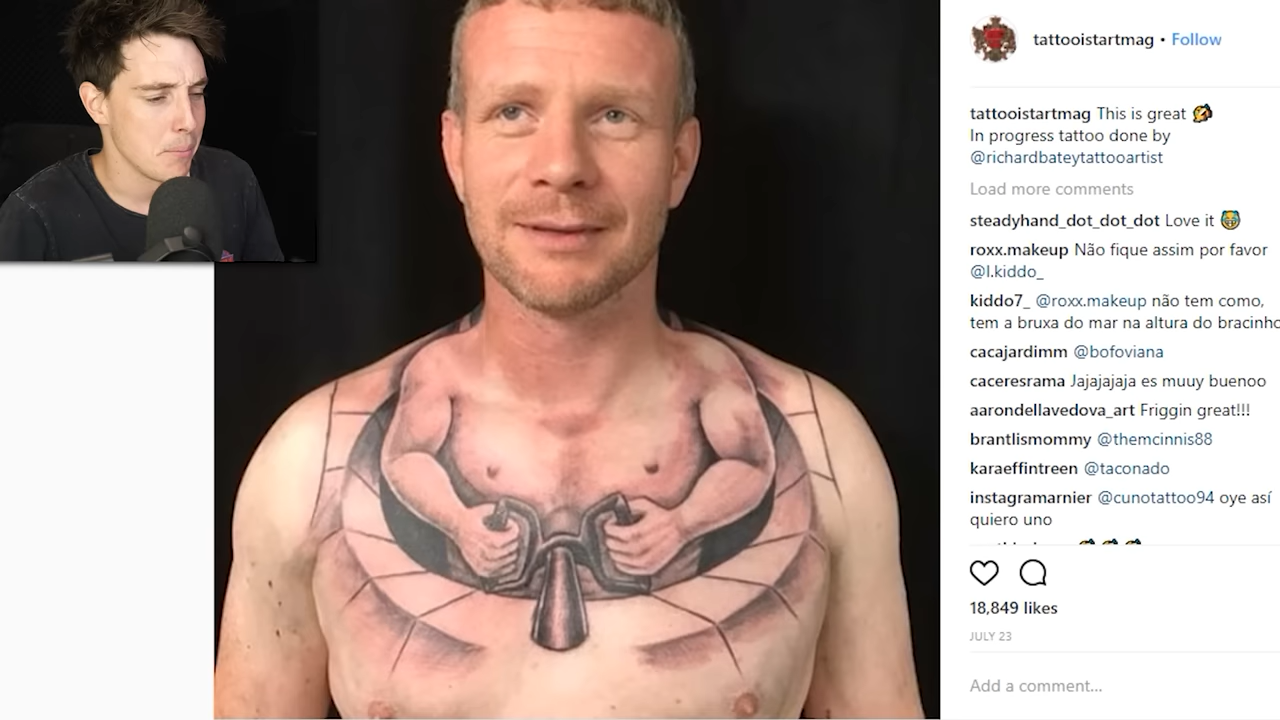 tattooistartmag • Follow
tattooistartmag This is great
In progress tattoo done by
@richardbateytattooartist
Load more comments
steadyhand_dot_dot_dot Love it
roxx.makeup Não fique assim por favor
@l.kiddo_
kiddo7_ @roxx.makeup não tem como,
tem a bruxa do mar na altura do bracinho
cacajardimm @bofoviana
caceresrama Jajajajaja es muuy buenoo
aarondellavedova_art Friggin great!!!
brantlismommy @themcinnis88
karaeffintreen @taconado
instagramarnier @cunotattoo94 oye así
quiero uno
18,849 likes
JULY 23
Add a comment...